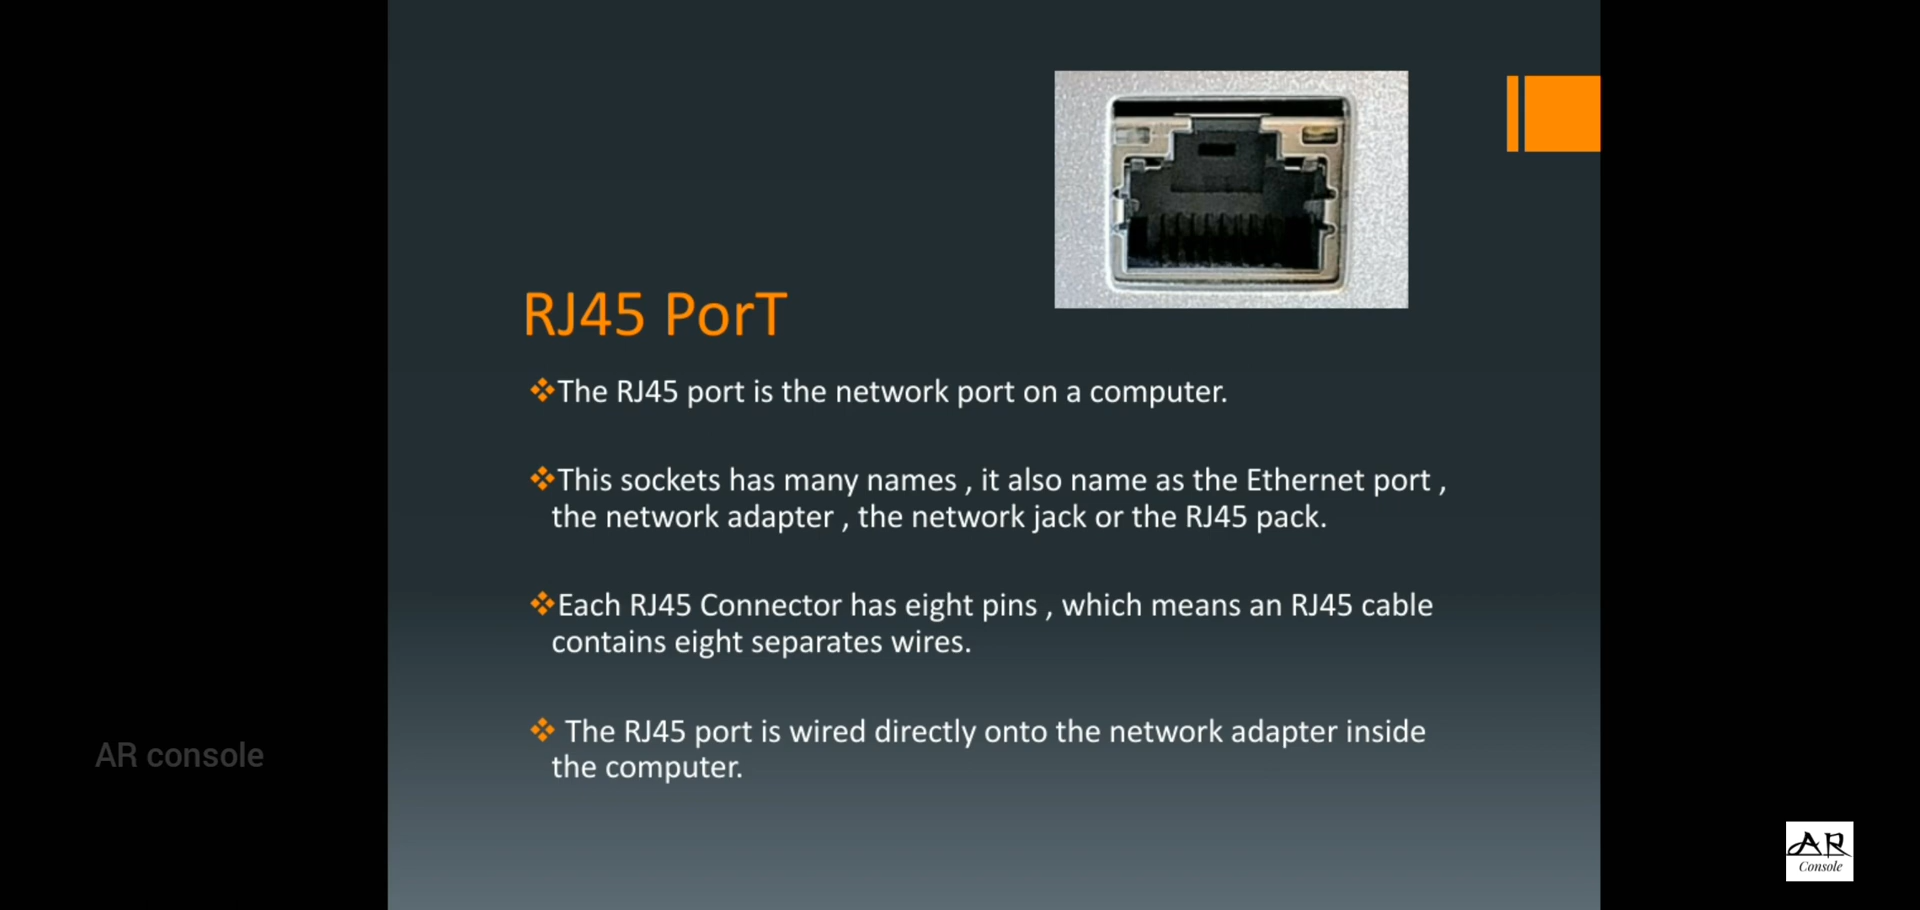 RJ45 PorT
The RJ45 port is the network port on a computer.
This sockets has many names , it also name as the Ethernet port ,
the network adapter , the network jack or the RJ45 pack.
Each RJ45 Connector has eight pins , which means an RJ45 cable
contains eight separates wires.
The RJ45 port is wired directly onto the network adapter inside
the computer.
AR console
AR
Console